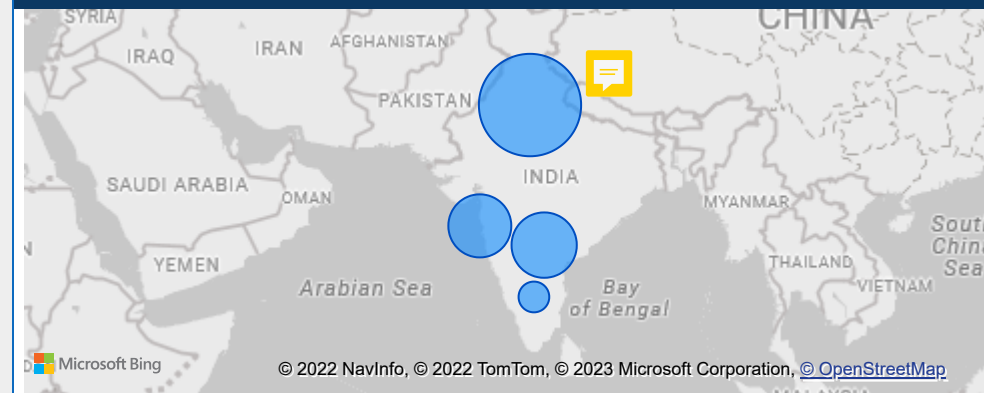 SYRIA
CHINA
IRAQ
IRAN
AFGHANISTAN
PAKISTAN
INDIA
SAUDI ARABIA
OMAN
MYANMAR
YEMEN
THAILAND
South
China
Sea
VIETNAM
Arabian Sea
Bay
of Bengal
Microsoft Bing
© 2022 NavInfo, © 2022 TomTom, © 2023 Microsoft Corporation, © OpenStreetMap